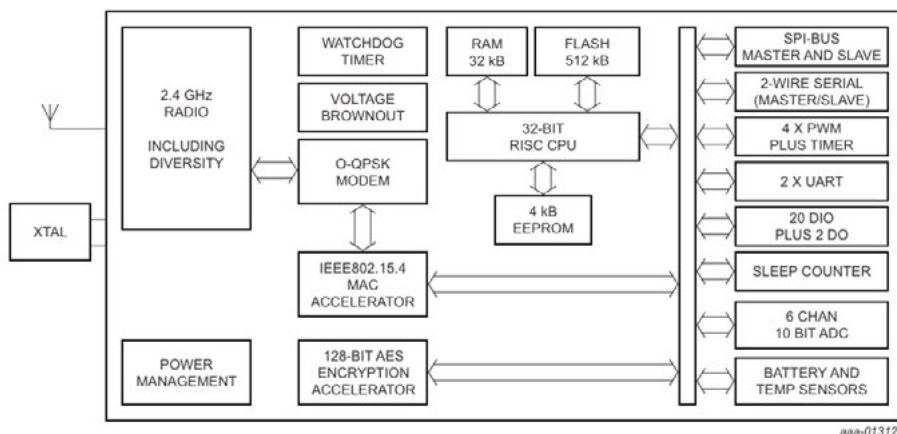 2.4 GHz
RADIO
INCLUDING
DIVERSITY
XTAL
POWER
MANAGEMENT
WATCHDOG
TIMER
VOLTAGE
BROWNOUT
O-QPSK
MODEM
IEEE802.15.4
MAC
ACCELERATOR
128-BIT AES
ENCRYPTION
ACCELERATOR
RAM
32 kB
FLASH
512 kB
32-BIT
RISC CPU
4 kB
EEPROM
SPI-BUS
MASTER AND SLAVE
2-WIRE SERIAL
(MASTER/SLAVE)
4 X PWM
PLUS TIMER
2 X UART
20 DIO
PLUS 2 DO
SLEEP COUNTER
6 CHAN
10 BIT ADC
BATTERY AND
TEMP SENSORS